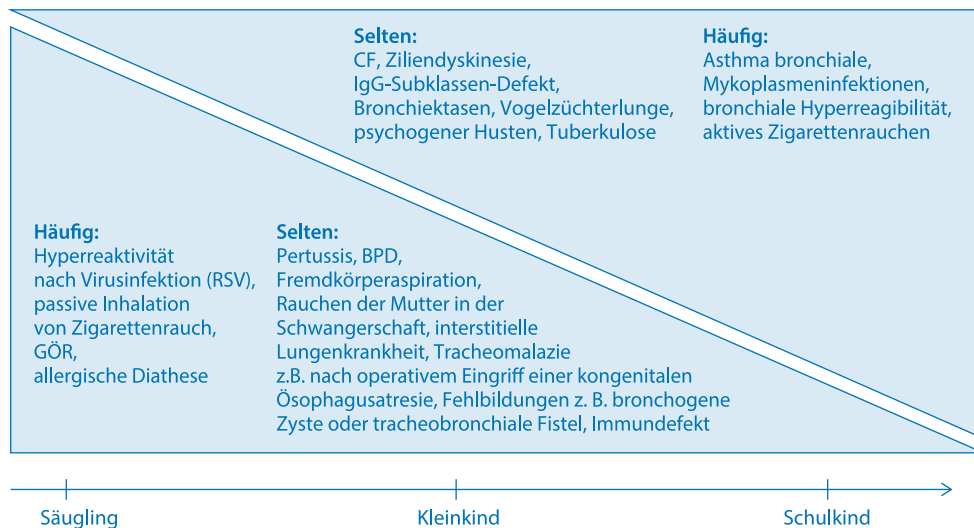 Selten:
CF, Ziliendyskinesie,
IgG-Subklassen-Defekt,
Bronchiektasen, Vogelzüchterlunge,
psychogener Husten, Tuberkulose
Häufig:
Asthma bronchiale,
Mykoplasmeninfektionen,
bronchiale Hyperreagibilität,
aktives Zigarettenrauchen
Häufig:
Hyperreaktivität
nach Virusinfektion (RSV),
passive Inhalation
von Zigarettenrauch,
GÖR,
allergische Diathese
Selten:
Pertussis, BPD,
Fremdkörperaspiration,
Rauchen der Mutter in der
Schwangerschaft, interstitielle
Lungenkrankheit, Tracheomalazie
z.B. nach operativem Eingriff einer kongenitalen
Ösophagusatresie, Fehlbildungen z. B. bronchogene
Zyste oder tracheobronchiale Fistel, Immundefekt
Säugling
Kleinkind
Schulkind